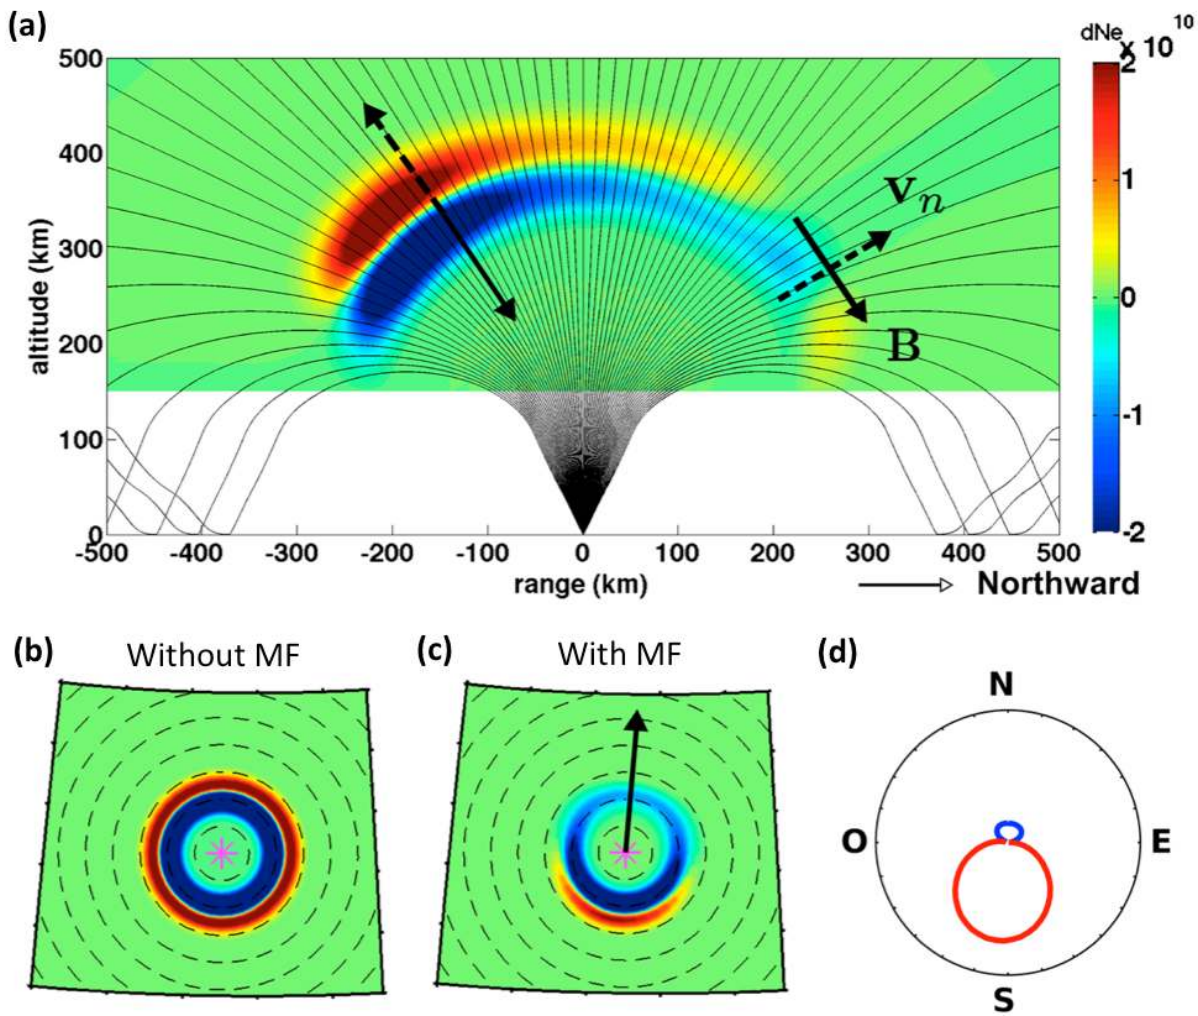 (a)
dNe
x 10
10
500
400
300
200
100
0
altitude (km)
-500
-400
-300
-200
-100
0
100
200
300
400
500
range (km)
Northward
vn
B
2
1
0
-1
-2
(b)
Without MF
(c)
With MF
(d)
N
O
E
S